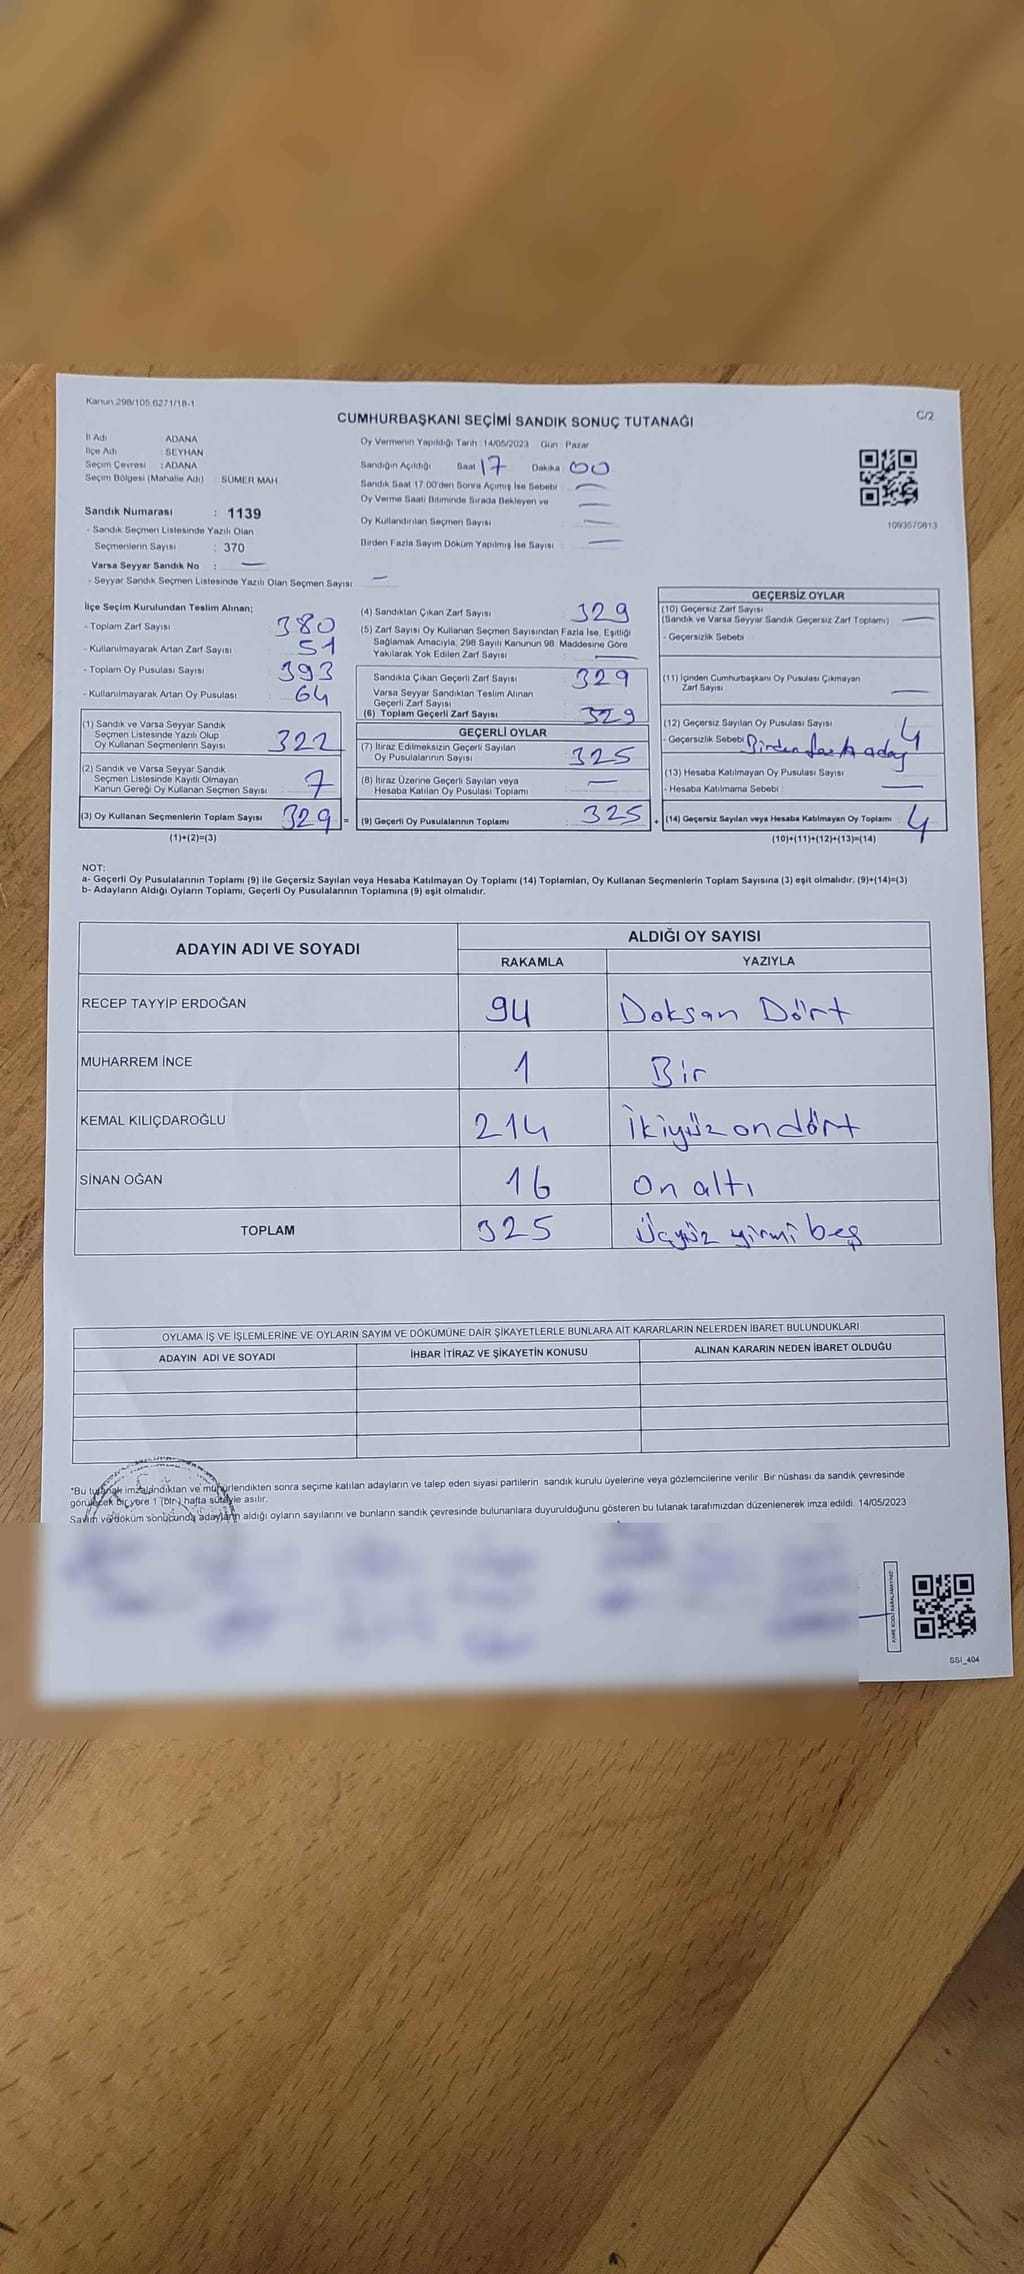 Kanun 298/105 6271/18-1
C/2
CUMHURBAŞKANI SEÇİMİ SANDIK SONUÇ TUTANAĞI
İl Adı ADANA
İlçe Adı SEYHAN
Seçim Çevresi : ADANA
Seçim Bölgesi (Mahalle Adı) SÜMER MAH
Sandık Numarası : 1139
- Sandık Seçmen Listesinde Yazılı Olan
Seçmenlerin Sayısı : 370
Varsa Seyyar Sandık No : —
- Seyyar Sandık Seçmen Listesinde Yazılı Olan Seçmen Sayısı —
Oy Vermenin Yapıldığı Tarih 14/05/2023 Gün : Pazar
Sandığın Açıldığı Saat 17 Dakika 00
Sandık Saat 17.00'den Sonra Açılmış İse Sebebi —
Oy Verme Saati Bitiminde Sırada Bekleyen ve —
Oy Kullandırılan Seçmen Sayısı —
Birden Fazla Sayım Döküm Yapılmış İse Sayısı —
1093570813
İlçe Seçim Kurulundan Teslim Alınan;
- Toplam Zarf Sayısı 380
- Kullanılmayarak Artan Zarf Sayısı 51
- Toplam Oy Pusulası Sayısı 393
- Kullanılmayarak Artan Oy Pusulası 64
(1) Sandık ve Varsa Seyyar Sandık
Seçmen Listesinde Yazılı Olup
Oy Kullanan Seçmenlerin Sayısı 322
(2) Sandık ve Varsa Seyyar Sandık
Seçmen Listesinde Kayıtlı Olmayan
Kanun Gereği Oy Kullanan Seçmen Sayısı 7
(3) Oy Kullanan Seçmenlerin Toplam Sayısı 329 =
(1)+(2)=(3)
(4) Sandıktan Çıkan Zarf Sayısı 329
(5) Zarf Sayısı Oy Kullanan Seçmen Sayısından Fazla İse, Eşitliği
Sağlamak Amacıyla, 298 Sayılı Kanunun 98. Maddesine Göre
Yakılarak Yok Edilen Zarf Sayısı —
Sandıkta Çıkan Geçerli Zarf Sayısı 329
Varsa Seyyar Sandıktan Teslim Alınan
Geçerli Zarf Sayısı
(6) Toplam Geçerli Zarf Sayısı 329
GEÇERLİ OYLAR
(7) İtiraz Edilmeksizin Geçerli Sayılan
Oy Pusulalarının Sayısı 325
(8) İtiraz Üzerine Geçerli Sayılan veya
Hesaba Katılan Oy Pusulası Toplamı —
(9) Geçerli Oy Pusulalarının Toplamı 325 +
GEÇERSİZ OYLAR
(10) Geçersiz Zarf Sayısı
(Sandık ve Varsa Seyyar Sandık Geçersiz Zarf Toplamı) —
- Geçersizlik Sebebi
(11) İçinden Cumhurbaşkanı Oy Pusulası Çıkmayan
Zarf Sayısı —
(12) Geçersiz Sayılan Oy Pusulası Sayısı 4
- Geçersizlik Sebebi Birden fazla aday
(13) Hesaba Katılmayan Oy Pusulası Sayısı
- Hesaba Katılmama Sebebi : —
(14) Geçersiz Sayılan veya Hesaba Katılmayan Oy Toplamı : 4
(10)+(11)+(12)+(13)=(14)
NOT:
a- Geçerli Oy Pusulalarının Toplamı (9) ile Geçersiz Sayılan veya Hesaba Katılmayan Oy Toplamı (14) Toplamları, Oy Kullanan Seçmenlerin Toplam Sayısına (3) eşit olmalıdır. (9)+(14)=(3)
b- Adayların Aldığı Oyların Toplamı, Geçerli Oy Pusulalarının Toplamına (9) eşit olmalıdır.
ADAYIN ADI VE SOYADI ALDIĞI OY SAYISI
RAKAMLA YAZIYLA
RECEP TAYYİP ERDOĞAN 94 Doksan Dört
MUHARREM İNCE 1 Bir
KEMAL KILIÇDAROĞLU 214 İkiyüz on dört
SİNAN OĞAN 16 On altı
TOPLAM 325 Üçyüz yirmi beş
OYLAMA İŞ VE İŞLEMLERİNE VE OYLARIN SAYIM VE DÖKÜMÜNE DAİR ŞİKAYETLERLE BUNLARA AİT KARARLARIN NELERDEN İBARET BULUNDUKLARI
ADAYIN ADI VE SOYADI İHBAR İTİRAZ VE ŞİKAYETİN KONUSU ALINAN KARARIN NEDEN İBARET OLDUĞU
*Bu tutanak imzalandıktan ve mühürlendikten sonra seçime katılan adayların ve talep eden siyasi partilerin sandık kurulu üyelerine veya gözlemcilerine verilir. Bir nüshası da sandık çevresinde
görülecek bir yere 1 (bir) hafta süreyle asılır.
Sayım ve döküm sonucunda adayların aldığı oyların sayılarını ve bunların sandık çevresinde bulunanlara duyurulduğunu gösteren bu tutanak tarafımızdan düzenlenerek imza edildi. 14/05/2023
KARE KODU KARALAMAYINIZ!
SSI_404